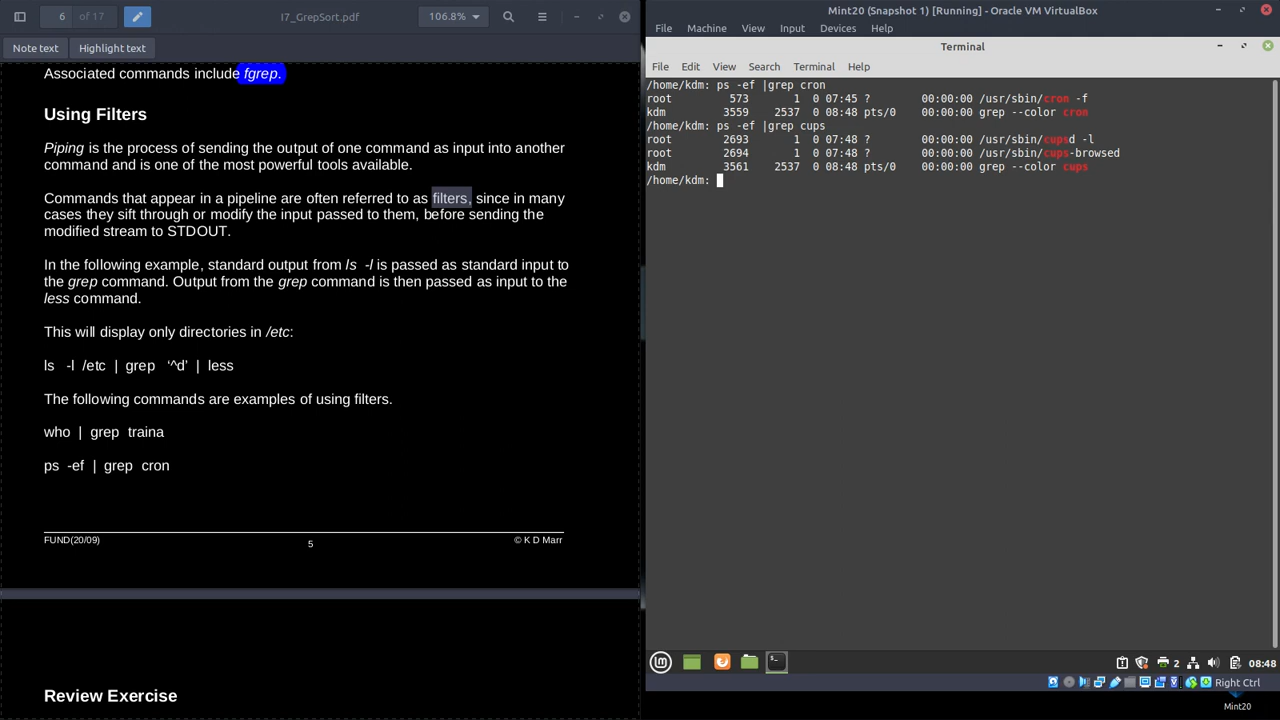 6 of 17
I7_GrepSort.pdf
106.8%
Note text Highlight text
Associated commands include fgrep.
Using Filters
Piping is the process of sending the output of one command as input into another
command and is one of the most powerful tools available.
Commands that appear in a pipeline are often referred to as filters, since in many
cases they sift through or modify the input passed to them, before sending the
modified stream to STDOUT.
In the following example, standard output from ls -l is passed as standard input to
the grep command. Output from the grep command is then passed as input to the
less command.
This will display only directories in /etc:
ls -l /etc | grep ‘^d’ | less
The following commands are examples of using filters.
who | grep traina
ps -ef | grep cron
FUND(20/09) 5 © K D Marr
Review Exercise
Mint20 (Snapshot 1) [Running] - Oracle VM VirtualBox
File Machine View Input Devices Help
Terminal
File Edit View Search Terminal Help
/home/kdm: ps -ef |grep cron
root 573 1 0 07:45 ? 00:00:00 /usr/sbin/cron -f
kdm 3559 2537 0 08:48 pts/0 00:00:00 grep --color cron
/home/kdm: ps -ef |grep cups
root 2693 1 0 07:48 ? 00:00:00 /usr/sbin/cupsd -l
root 2694 1 0 07:48 ? 00:00:00 /usr/sbin/cups-browsed
kdm 3561 2537 0 08:48 pts/0 00:00:00 grep --color cups
/home/kdm:
2 08:48
Right Ctrl
Mint20